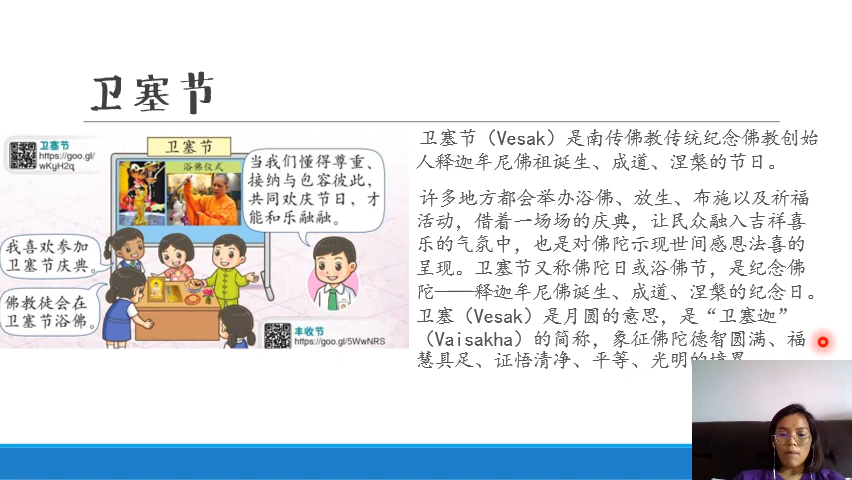 卫塞节
卫塞节
https://goo.gl/
wKyH2q
卫塞节
浴佛仪式
当我们懂得尊重、
接纳与包容彼此，
共同欢庆节日，才
能和乐融融。
我喜欢参加
卫塞节庆典。
佛教徒会在
卫塞节浴佛。
丰收节
https://goo.gl/5WwNRS
卫塞节（Vesak）是南传佛教传统纪念佛教创始
人释迦牟尼佛祖诞生、成道、涅槃的节日。
许多地方都会举办浴佛、放生、布施以及祈福
活动，借着一场场的庆典，让民众融入吉祥喜
乐的气氛中，也是对佛陀示现世间感恩法喜的
呈现。卫塞节又称佛陀日或浴佛节，是纪念佛
陀——释迦牟尼佛诞生、成道、涅槃的纪念日。
卫塞（Vesak）是月圆的意思，是“卫塞迦”
（Vaisakha）的简称，象征佛陀德智圆满、福
慧具足、证悟清净、平等、光明的境界